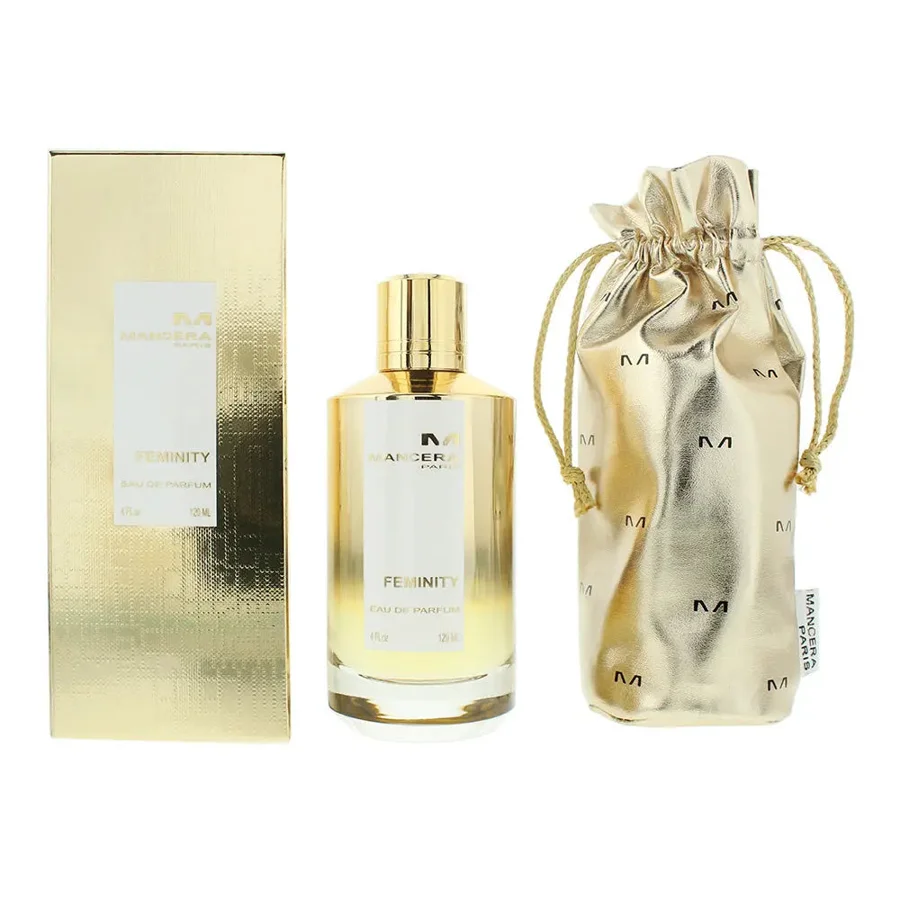 MANCERA
PARIS
FEMINITY
EAU DE PARFUM
4 Fl.oz 120 ML
MANCERA
PARIS
FEMINITY
EAU DE PARFUM
4 Fl.oz 120 ML
MANCERA
PARIS